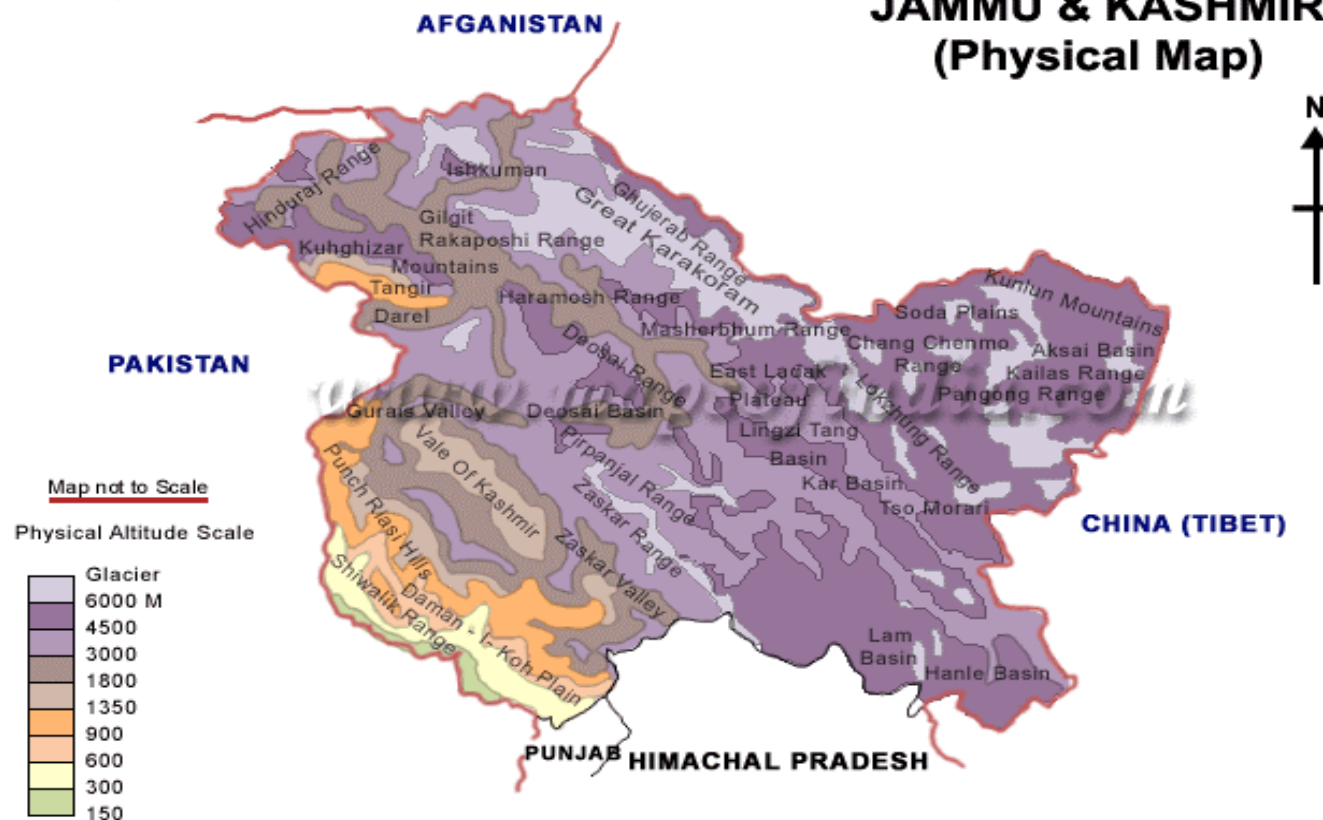 AFGANISTAN
JAMMU & KASHMIR
(Physical Map)
N
Hinduraj Range
Ishkuman
Ghujerab Range
Great Karakoram
Gilgit
Rakaposhi Range
Kuhghizar
Mountains
Tangir
Darel
Haramosh Range
Masherbhum Range
Deosai Range
Kunlun Mountains
Soda Plains
Chang Chenmo
Range
Aksai Basin
Kailas Range
Pangong Range
East Ladak
Plateau
Lokzhung Range
PAKISTAN
www.mapsofindia.com
Gurais Valley
Deosai Basin
Lingzi Tang
Basin
Vale Of Kashmir
Pirpanjal Range
Zaskar Range
Kar Basin
Tso Morari
Punch Riasi Hills
Zaskar Valley
CHINA (TIBET)
Shiwalik Range
Daman - I- Koh Plain
Lam
Basin
Hanle Basin
PUNJAB
HIMACHAL PRADESH
Map not to Scale
Physical Altitude Scale
Glacier
6000 M
4500
3000
1800
1350
900
600
300
150